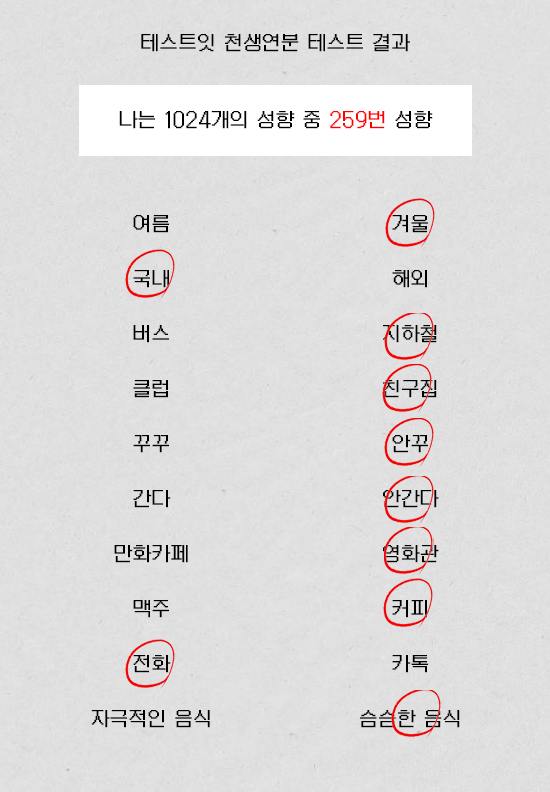 테스트잇 천생연분 테스트 결과
나는 1024개의 성향 중 259번 성향
여름 겨울
국내 해외
버스 지하철
클럽 친구집
꾸꾸 안꾸
간다 안간다
만화카페 영화관
맥주 커피
전화 카톡
자극적인 음식 슴슴한 음식